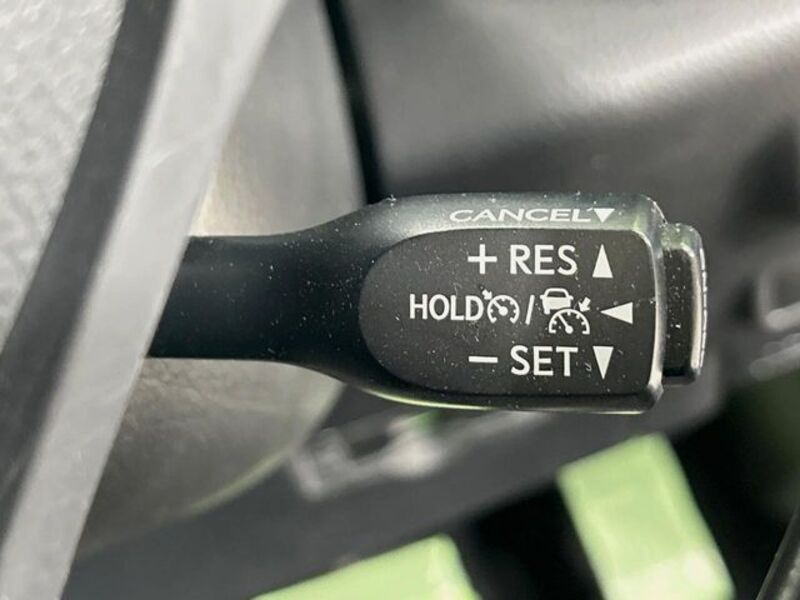 CANCEL▼
+ RES ▲
HOLD / ◀
− SET ▼